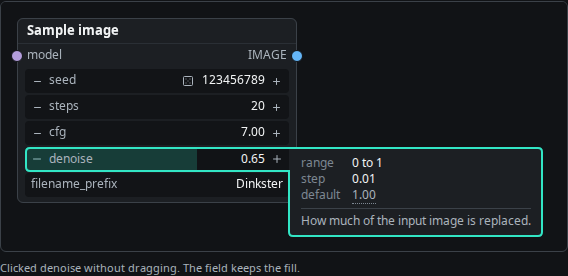 Sample image
model IMAGE
− seed 123456789 +
− steps 20 +
− cfg 7.00 +
− denoise 0.65 +
filename_prefix Dinkster
range 0 to 1
step 0.01
default 1.00
How much of the input image is replaced.
Clicked denoise without dragging. The field keeps the fill.